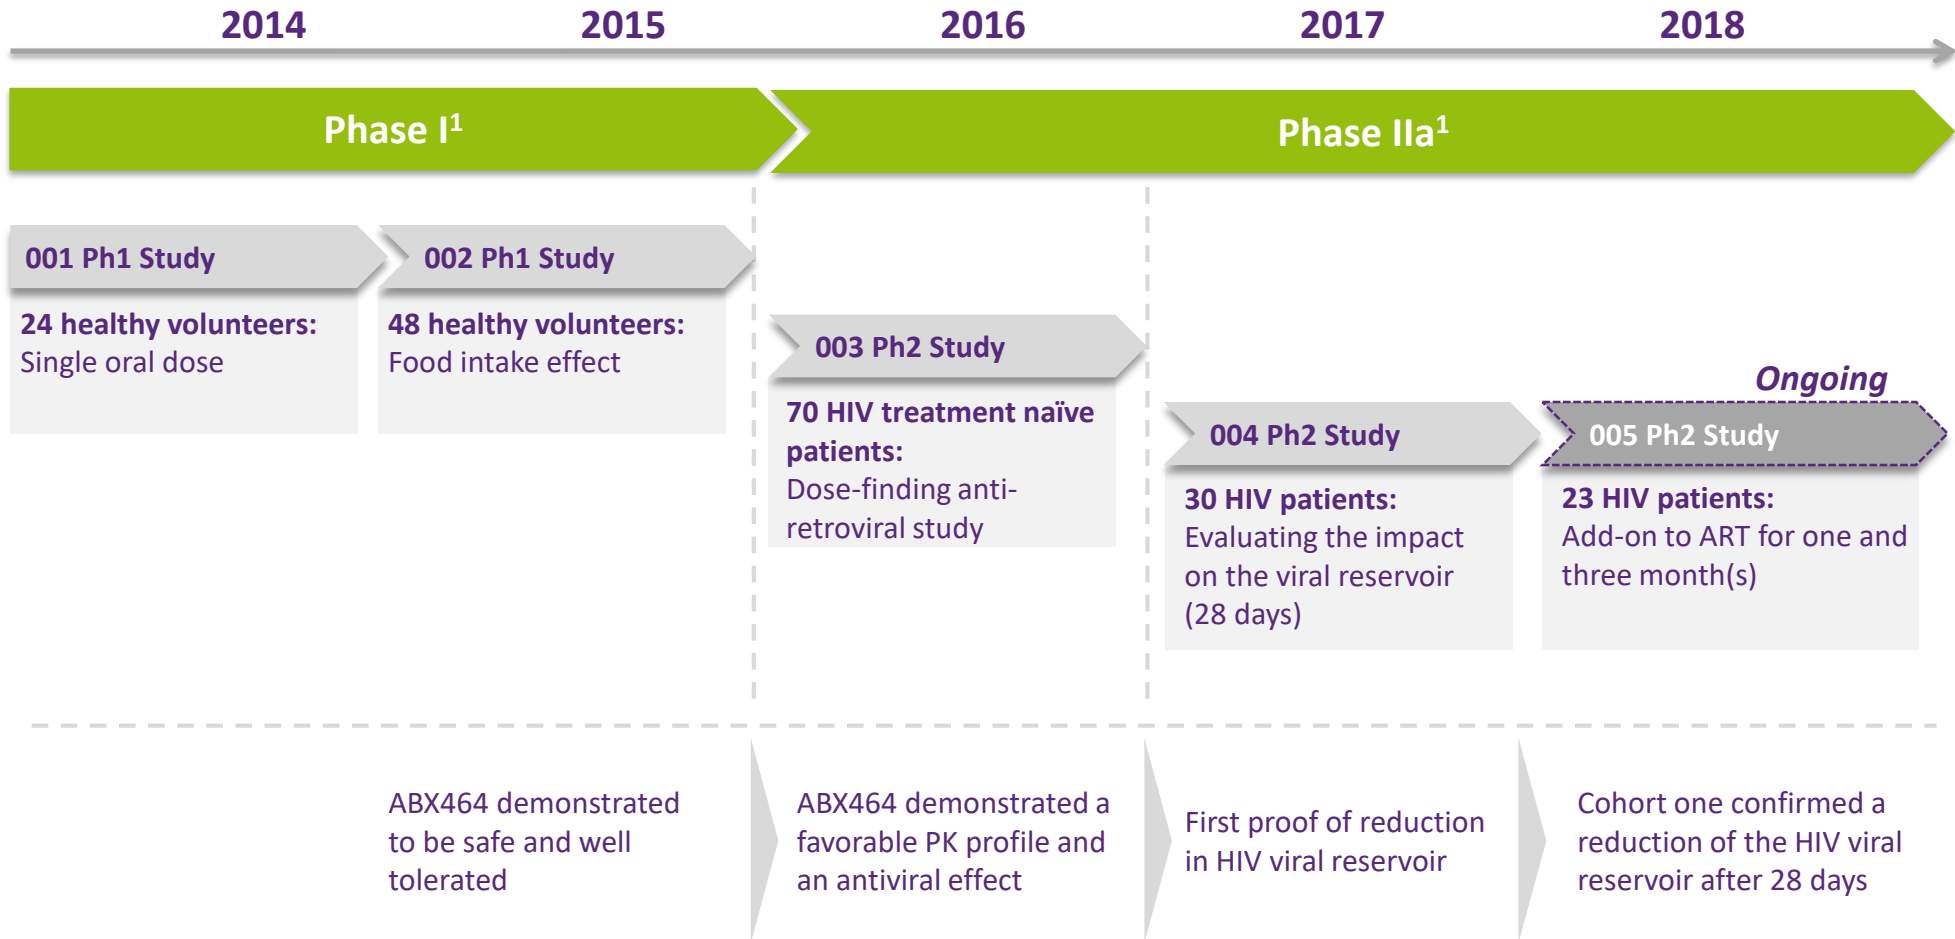 2014 2015 2016 2017 2018
Phase I¹
Phase IIa¹
001 Ph1 Study
24 healthy volunteers:
Single oral dose
002 Ph1 Study
48 healthy volunteers:
Food intake effect
003 Ph2 Study
70 HIV treatment naïve
patients:
Dose-finding anti-
retroviral study
004 Ph2 Study
30 HIV patients:
Evaluating the impact
on the viral reservoir
(28 days)
Ongoing
005 Ph2 Study
23 HIV patients:
Add-on to ART for one and
three month(s)
ABX464 demonstrated
to be safe and well
tolerated
ABX464 demonstrated a
favorable PK profile and
an antiviral effect
First proof of reduction
in HIV viral reservoir
Cohort one confirmed a
reduction of the HIV viral
reservoir after 28 days